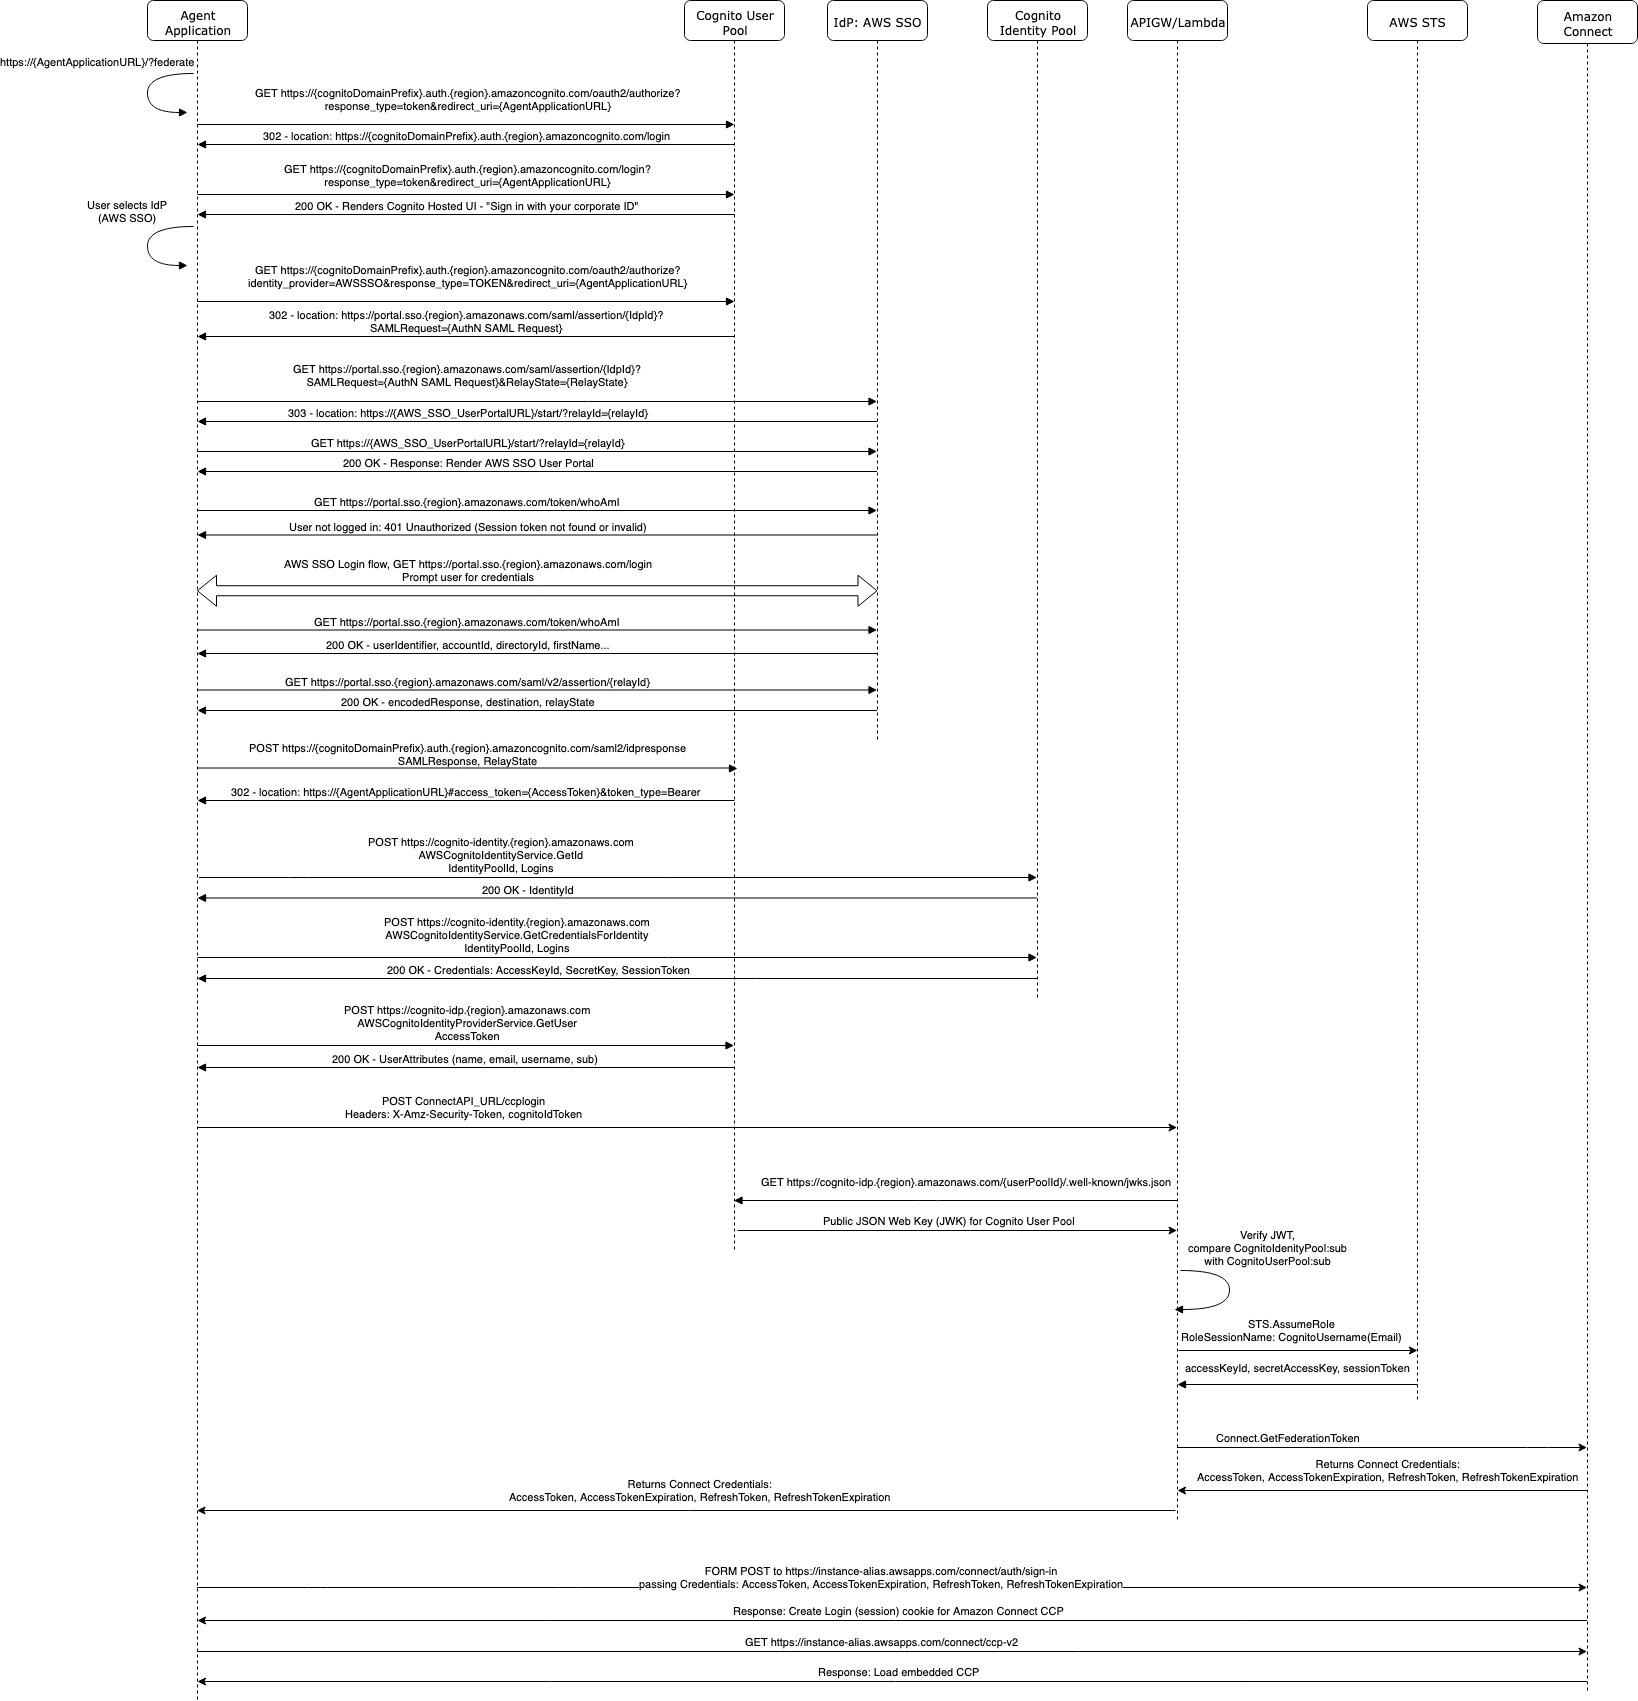 Agent
Application
Cognito User
Pool
IdP: AWS SSO
Cognito
Identity Pool
APIGW/Lambda
AWS STS
Amazon
Connect
https://{AgentApplicationURL}/?federate
GET https://{cognitoDomainPrefix}.auth.{region}.amazoncognito.com/oauth2/authorize?
response_type=token&redirect_uri={AgentApplicationURL}
302 - location: https://{cognitoDomainPrefix}.auth.{region}.amazoncognito.com/login
GET https://{cognitoDomainPrefix}.auth.{region}.amazoncognito.com/login?
response_type=token&redirect_uri={AgentApplicationURL}
User selects IdP
(AWS SSO)
200 OK - Renders Cognito Hosted UI - "Sign in with your corporate ID"
GET https://{cognitoDomainPrefix}.auth.{region}.amazoncognito.com/oauth2/authorize?
identity_provider=AWSSSO&response_type=TOKEN&redirect_uri={AgentApplicationURL}
302 - location: https://portal.sso.{region}.amazonaws.com/saml/assertion/{IdpId}?
SAMLRequest={AuthN SAML Request}
GET https://portal.sso.{region}.amazonaws.com/saml/assertion/{IdpId}?
SAMLRequest={AuthN SAML Request}&RelayState={RelayState}
303 - location: https://{AWS_SSO_UserPortalURL}/start/?relayId={relayId}
GET https://{AWS_SSO_UserPortalURL}/start/?relayId={relayId}
200 OK - Response: Render AWS SSO User Portal
GET https://portal.sso.{region}.amazonaws.com/token/whoAmI
User not logged in: 401 Unauthorized (Session token not found or invalid)
AWS SSO Login flow, GET https://portal.sso.{region}.amazonaws.com/login
Prompt user for credentials
GET https://portal.sso.{region}.amazonaws.com/token/whoAmI
200 OK - userIdentifier, accountId, directoryId, firstName...
GET https://portal.sso.{region}.amazonaws.com/saml/v2/assertion/{relayId}
200 OK - encodedResponse, destination, relayState
POST https://{cognitoDomainPrefix}.auth.{region}.amazoncognito.com/saml2/idpresponse
SAMLResponse, RelayState
302 - location: https://{AgentApplicationURL}#access_token={AccessToken}&token_type=Bearer
POST https://cognito-identity.{region}.amazonaws.com
AWSCognitoIdentityService.GetId
IdentityPoolId, Logins
200 OK - IdentityId
POST https://cognito-identity.{region}.amazonaws.com
AWSCognitoIdentityService.GetCredentialsForIdentity
IdentityPoolId, Logins
200 OK - Credentials: AccessKeyId, SecretKey, SessionToken
POST https://cognito-idp.{region}.amazonaws.com
AWSCognitoIdentityProviderService.GetUser
AccessToken
200 OK - UserAttributes (name, email, username, sub)
POST ConnectAPI_URL/ccplogin
Headers: X-Amz-Security-Token, cognitoIdToken
GET https://cognito-idp.{region}.amazonaws.com/{userPoolId}/.well-known/jwks.json
Public JSON Web Key (JWK) for Cognito User Pool
Verify JWT,
compare CognitoIdenityPool:sub
with CognitoUserPool:sub
STS.AssumeRole
RoleSessionName: CognitoUsername(Email)
accessKeyId, secretAccessKey, sessionToken
Connect.GetFederationToken
Returns Connect Credentials:
AccessToken, AccessTokenExpiration, RefreshToken, RefreshTokenExpiration
Returns Connect Credentials:
AccessToken, AccessTokenExpiration, RefreshToken, RefreshTokenExpiration
FORM POST to https://instance-alias.awsapps.com/connect/auth/sign-in
passing Credentials: AccessToken, AccessTokenExpiration, RefreshToken, RefreshTokenExpiration
Response: Create Login (session) cookie for Amazon Connect CCP
GET https://instance-alias.awsapps.com/connect/ccp-v2
Response: Load embedded CCP